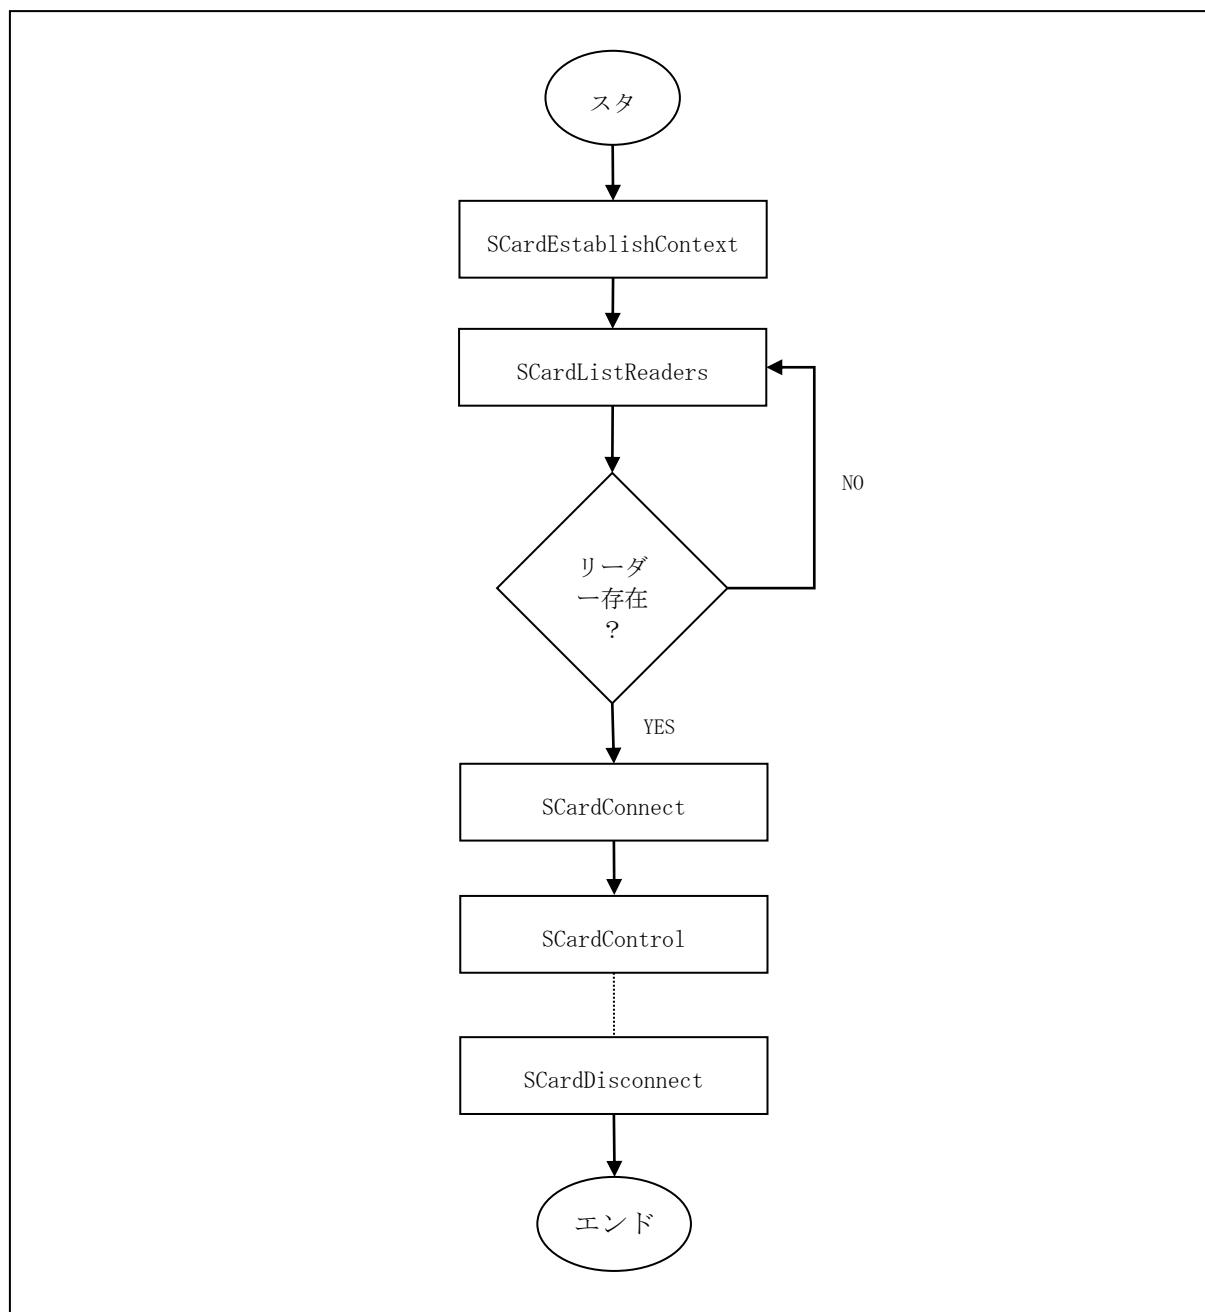 スタ
SCardEstablishContext
SCardListReaders
NO
リーダ
ー存在
？
YES
SCardConnect
SCardControl
SCardDisconnect
エンド